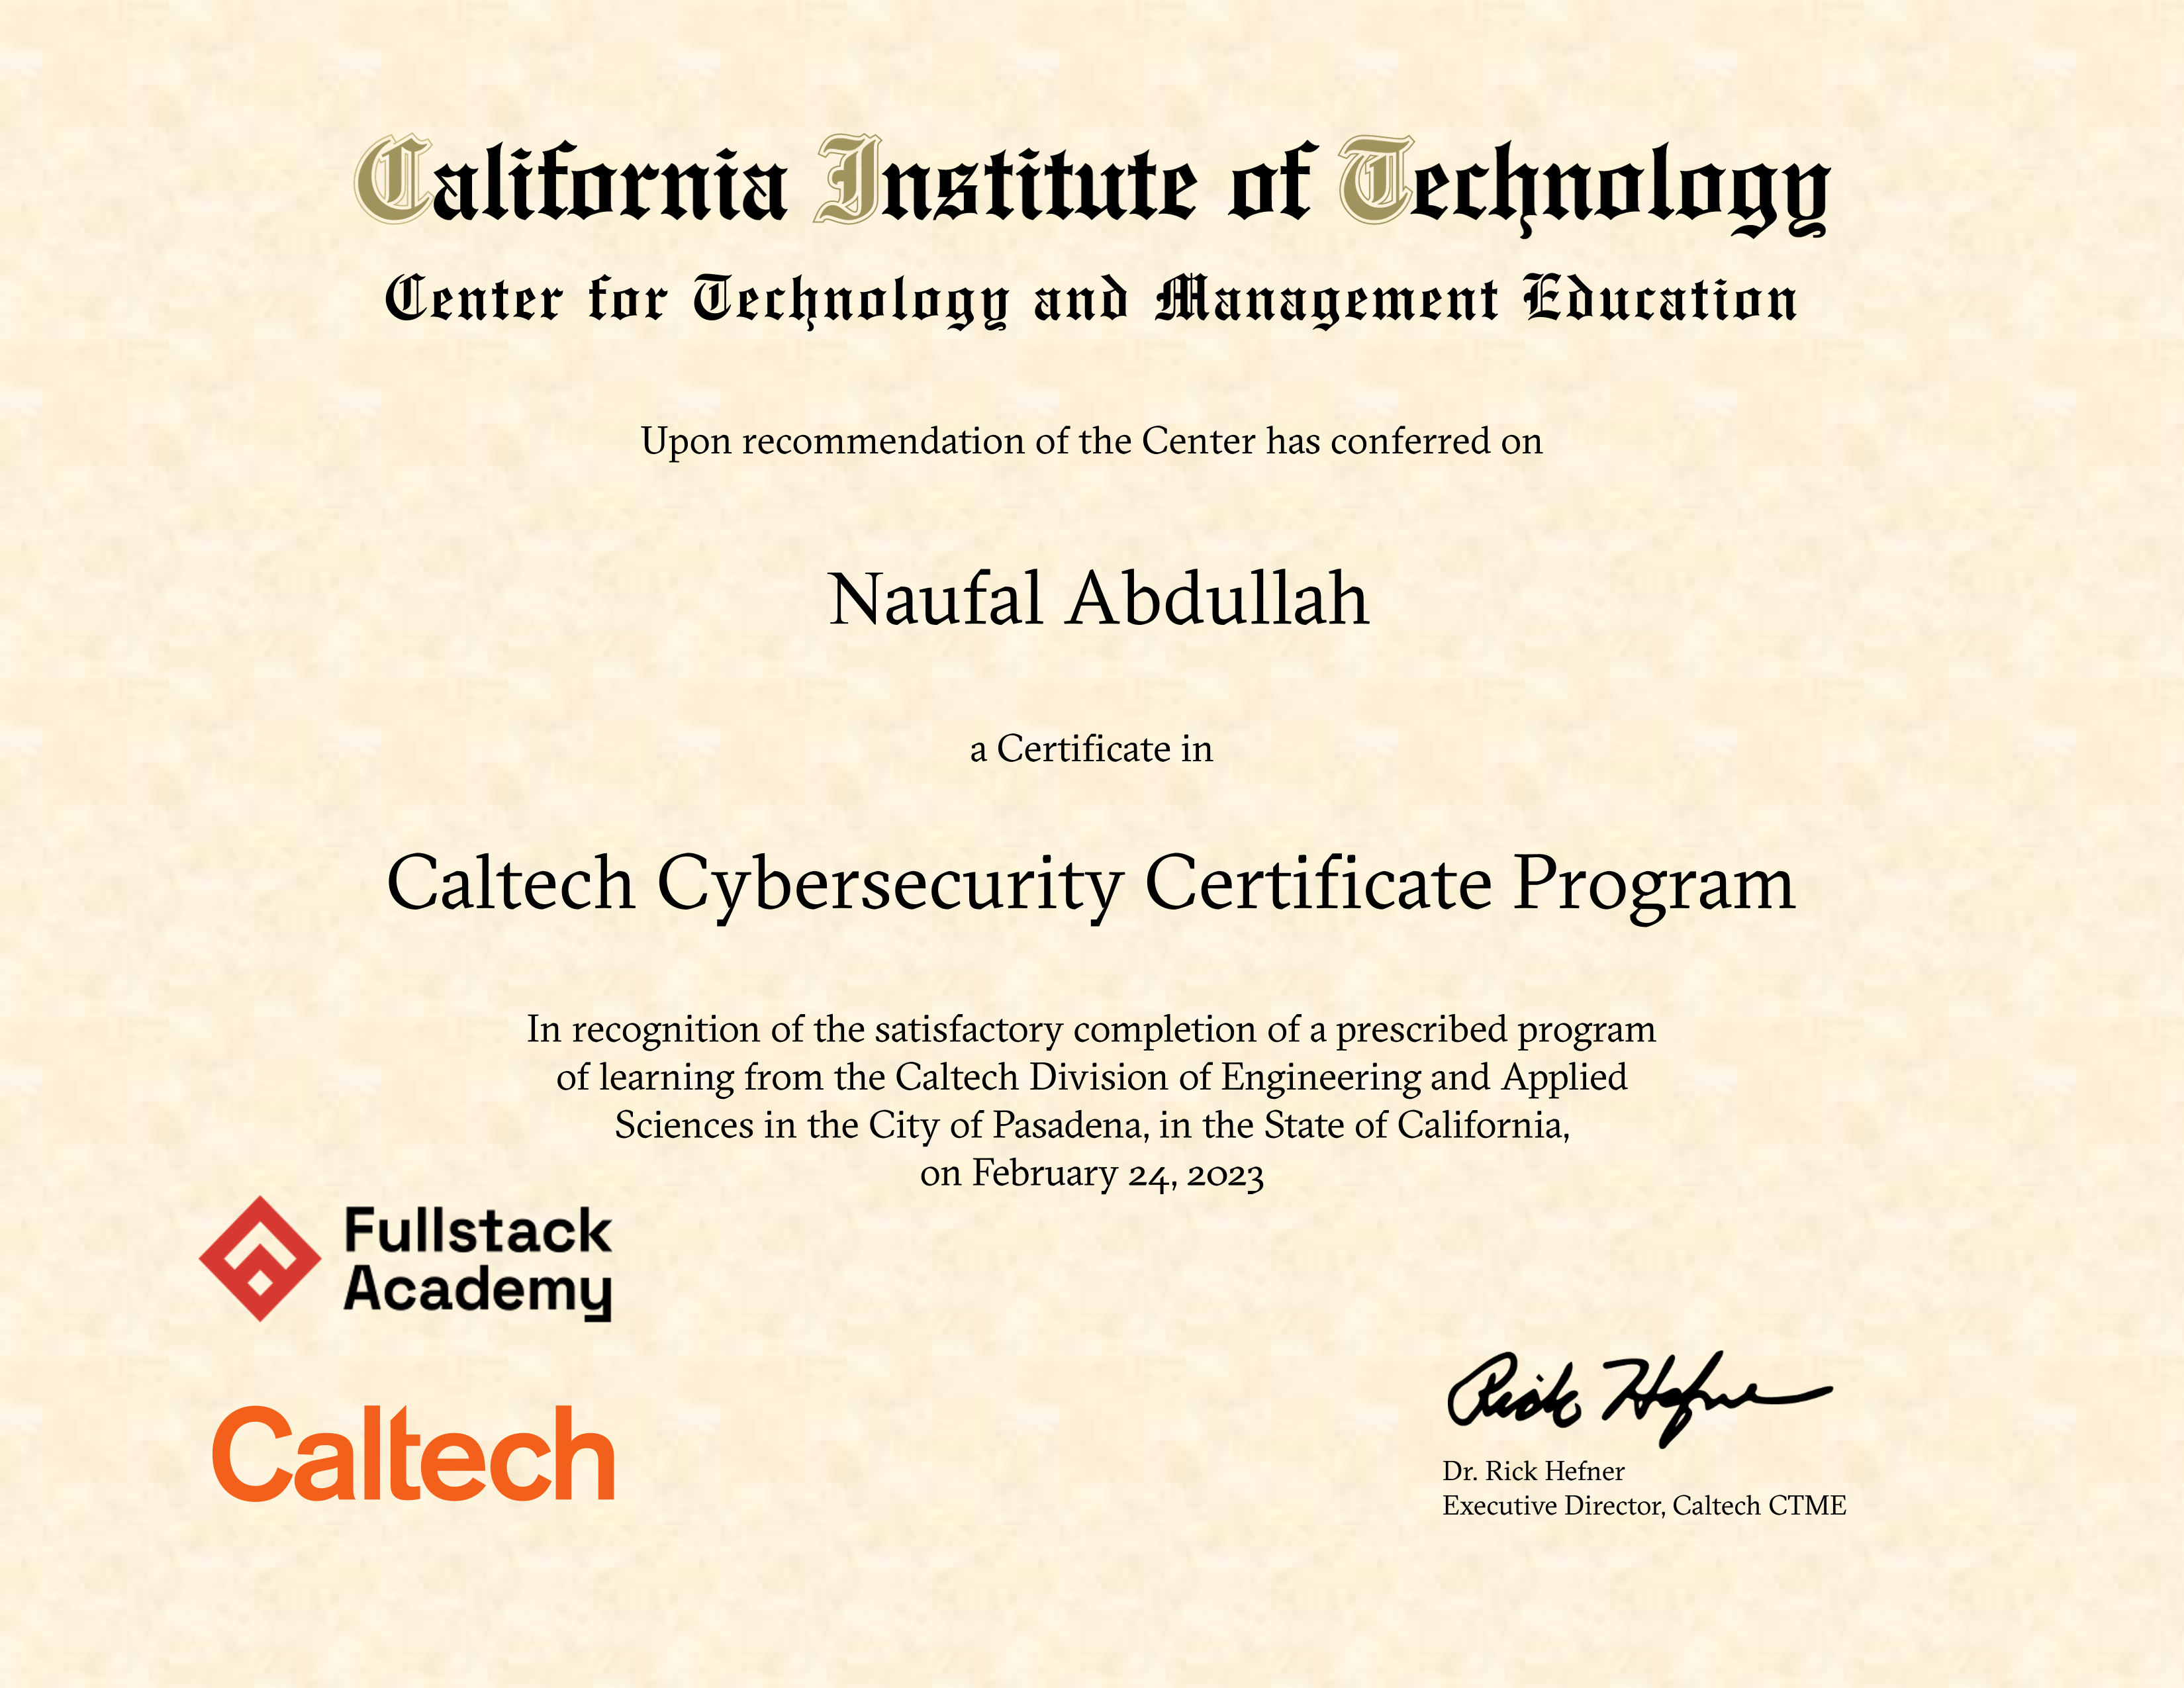 California Institute of Technology
Center for Technology and Management Education
Upon recommendation of the Center has conferred on
Naufal Abdullah
a Certificate in
Caltech Cybersecurity Certificate Program
In recognition of the satisfactory completion of a prescribed program
of learning from the Caltech Division of Engineering and Applied
Sciences in the City of Pasadena, in the State of California,
on February 24, 2023
Fullstack
Academy
Caltech
Rick Hefner
Dr. Rick Hefner
Executive Director, Caltech CTME